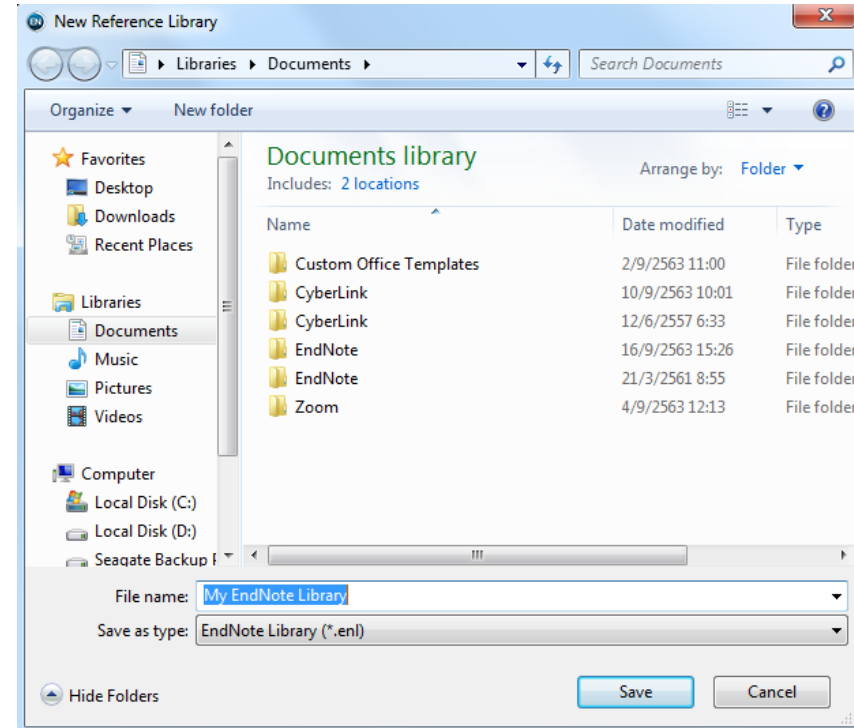 New Reference Library
Libraries Documents
Search Documents
Organize New folder
Favorites
Desktop
Downloads
Recent Places
Libraries
Documents
Music
Pictures
Videos
Computer
Local Disk (C:)
Local Disk (D:)
Seagate Backup
Documents library
Includes: 2 locations
Arrange by: Folder
Name Date modified Type
Custom Office Templates 2/9/2563 11:00 File folder
CyberLink 10/9/2563 10:01 File folder
CyberLink 12/6/2557 6:33 File folder
EndNote 16/9/2563 15:26 File folder
EndNote 21/3/2561 8:55 File folder
Zoom 4/9/2563 12:13 File folder
File name: My EndNote Library
Save as type: EndNote Library (*.enl)
Hide Folders
Save Cancel